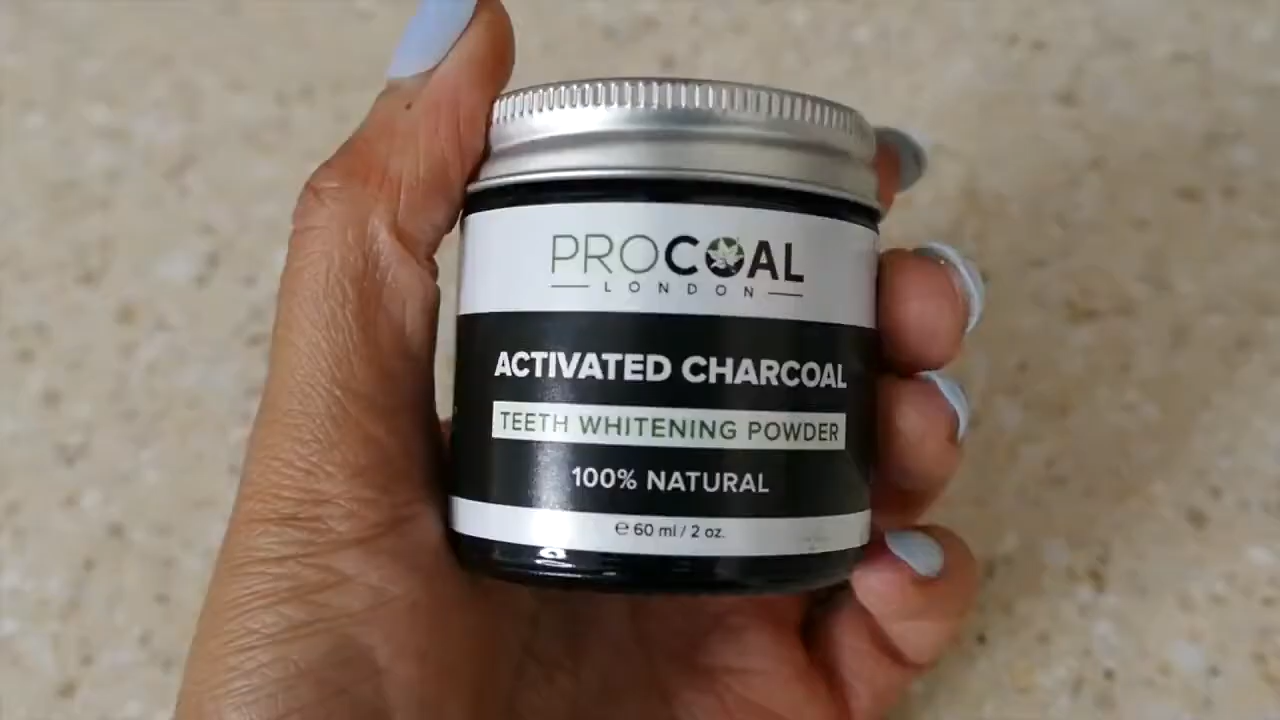 PROCOAL
LONDON
ACTIVATED CHARCOAL
TEETH WHITENING POWDER
100% NATURAL
℮ 60 ml / 2 oz.